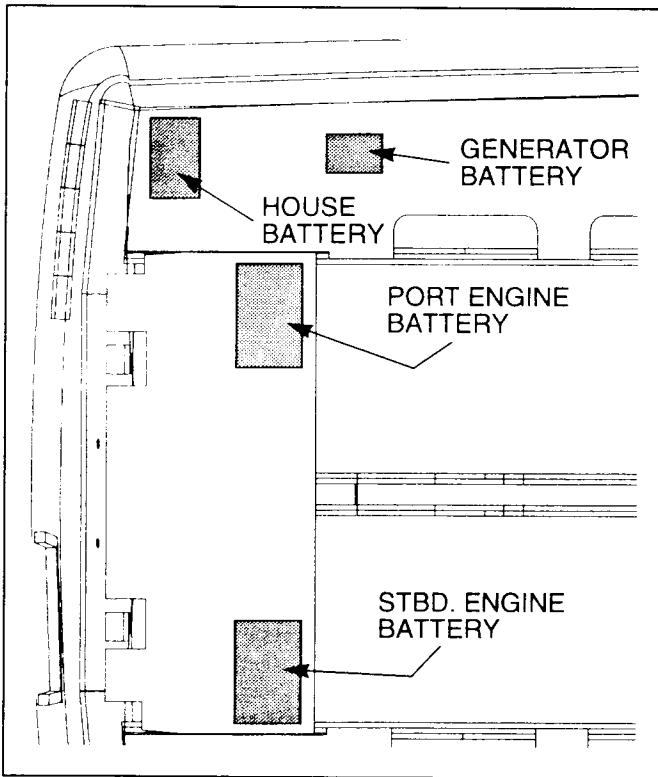 GENERATOR
BATTERY
HOUSE
BATTERY
PORT ENGINE
BATTERY
STBD. ENGINE
BATTERY